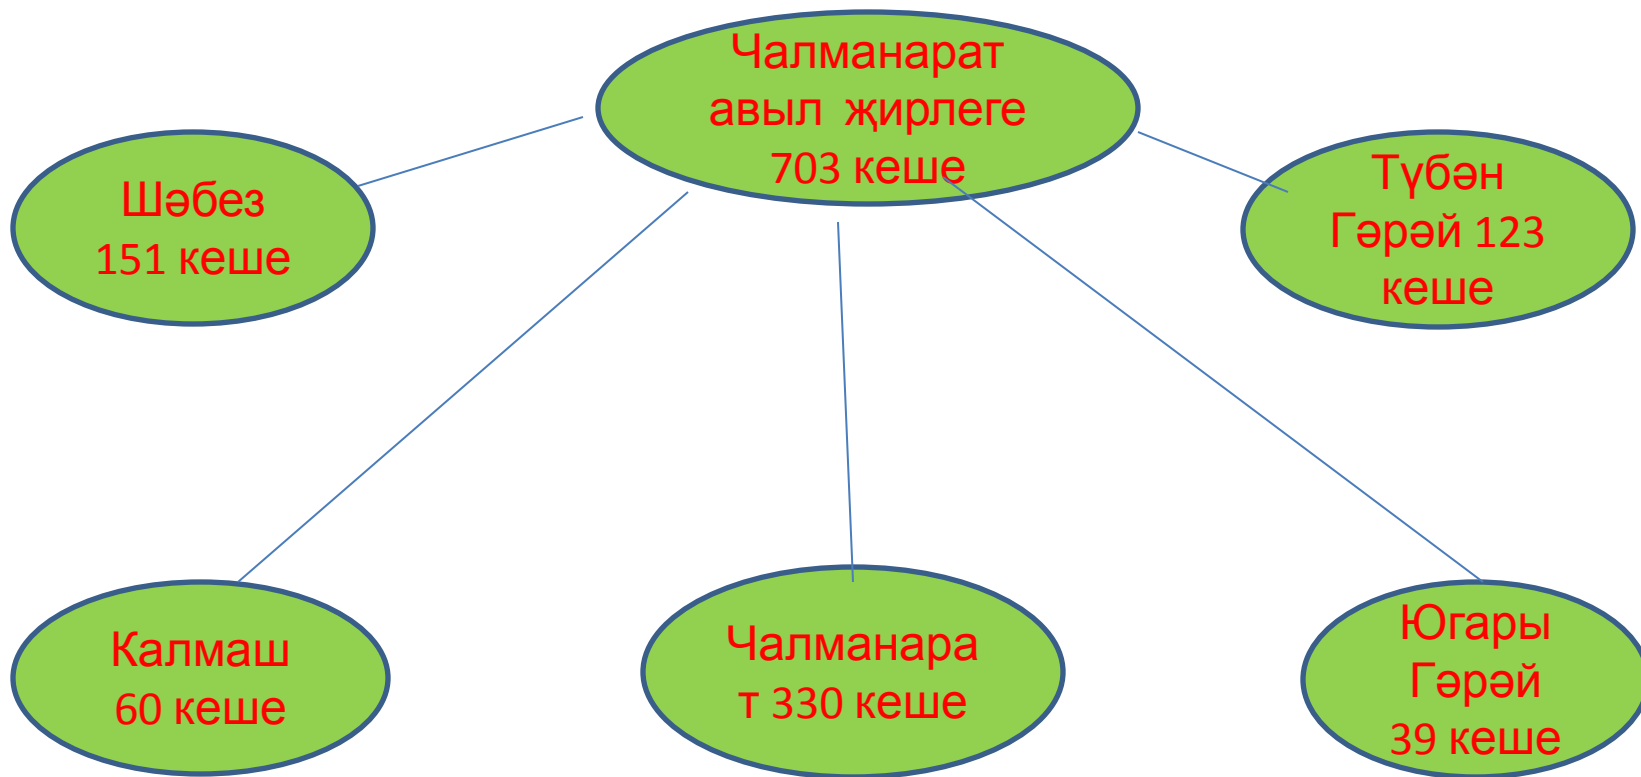 Чалманарат
авыл җирлеге
703 кеше
Шәбез
151 кеше
Түбән
Гәрәй 123
кеше
Калмаш
60 кеше
Чалманара
т 330 кеше
Югары
Гәрәй
39 кеше